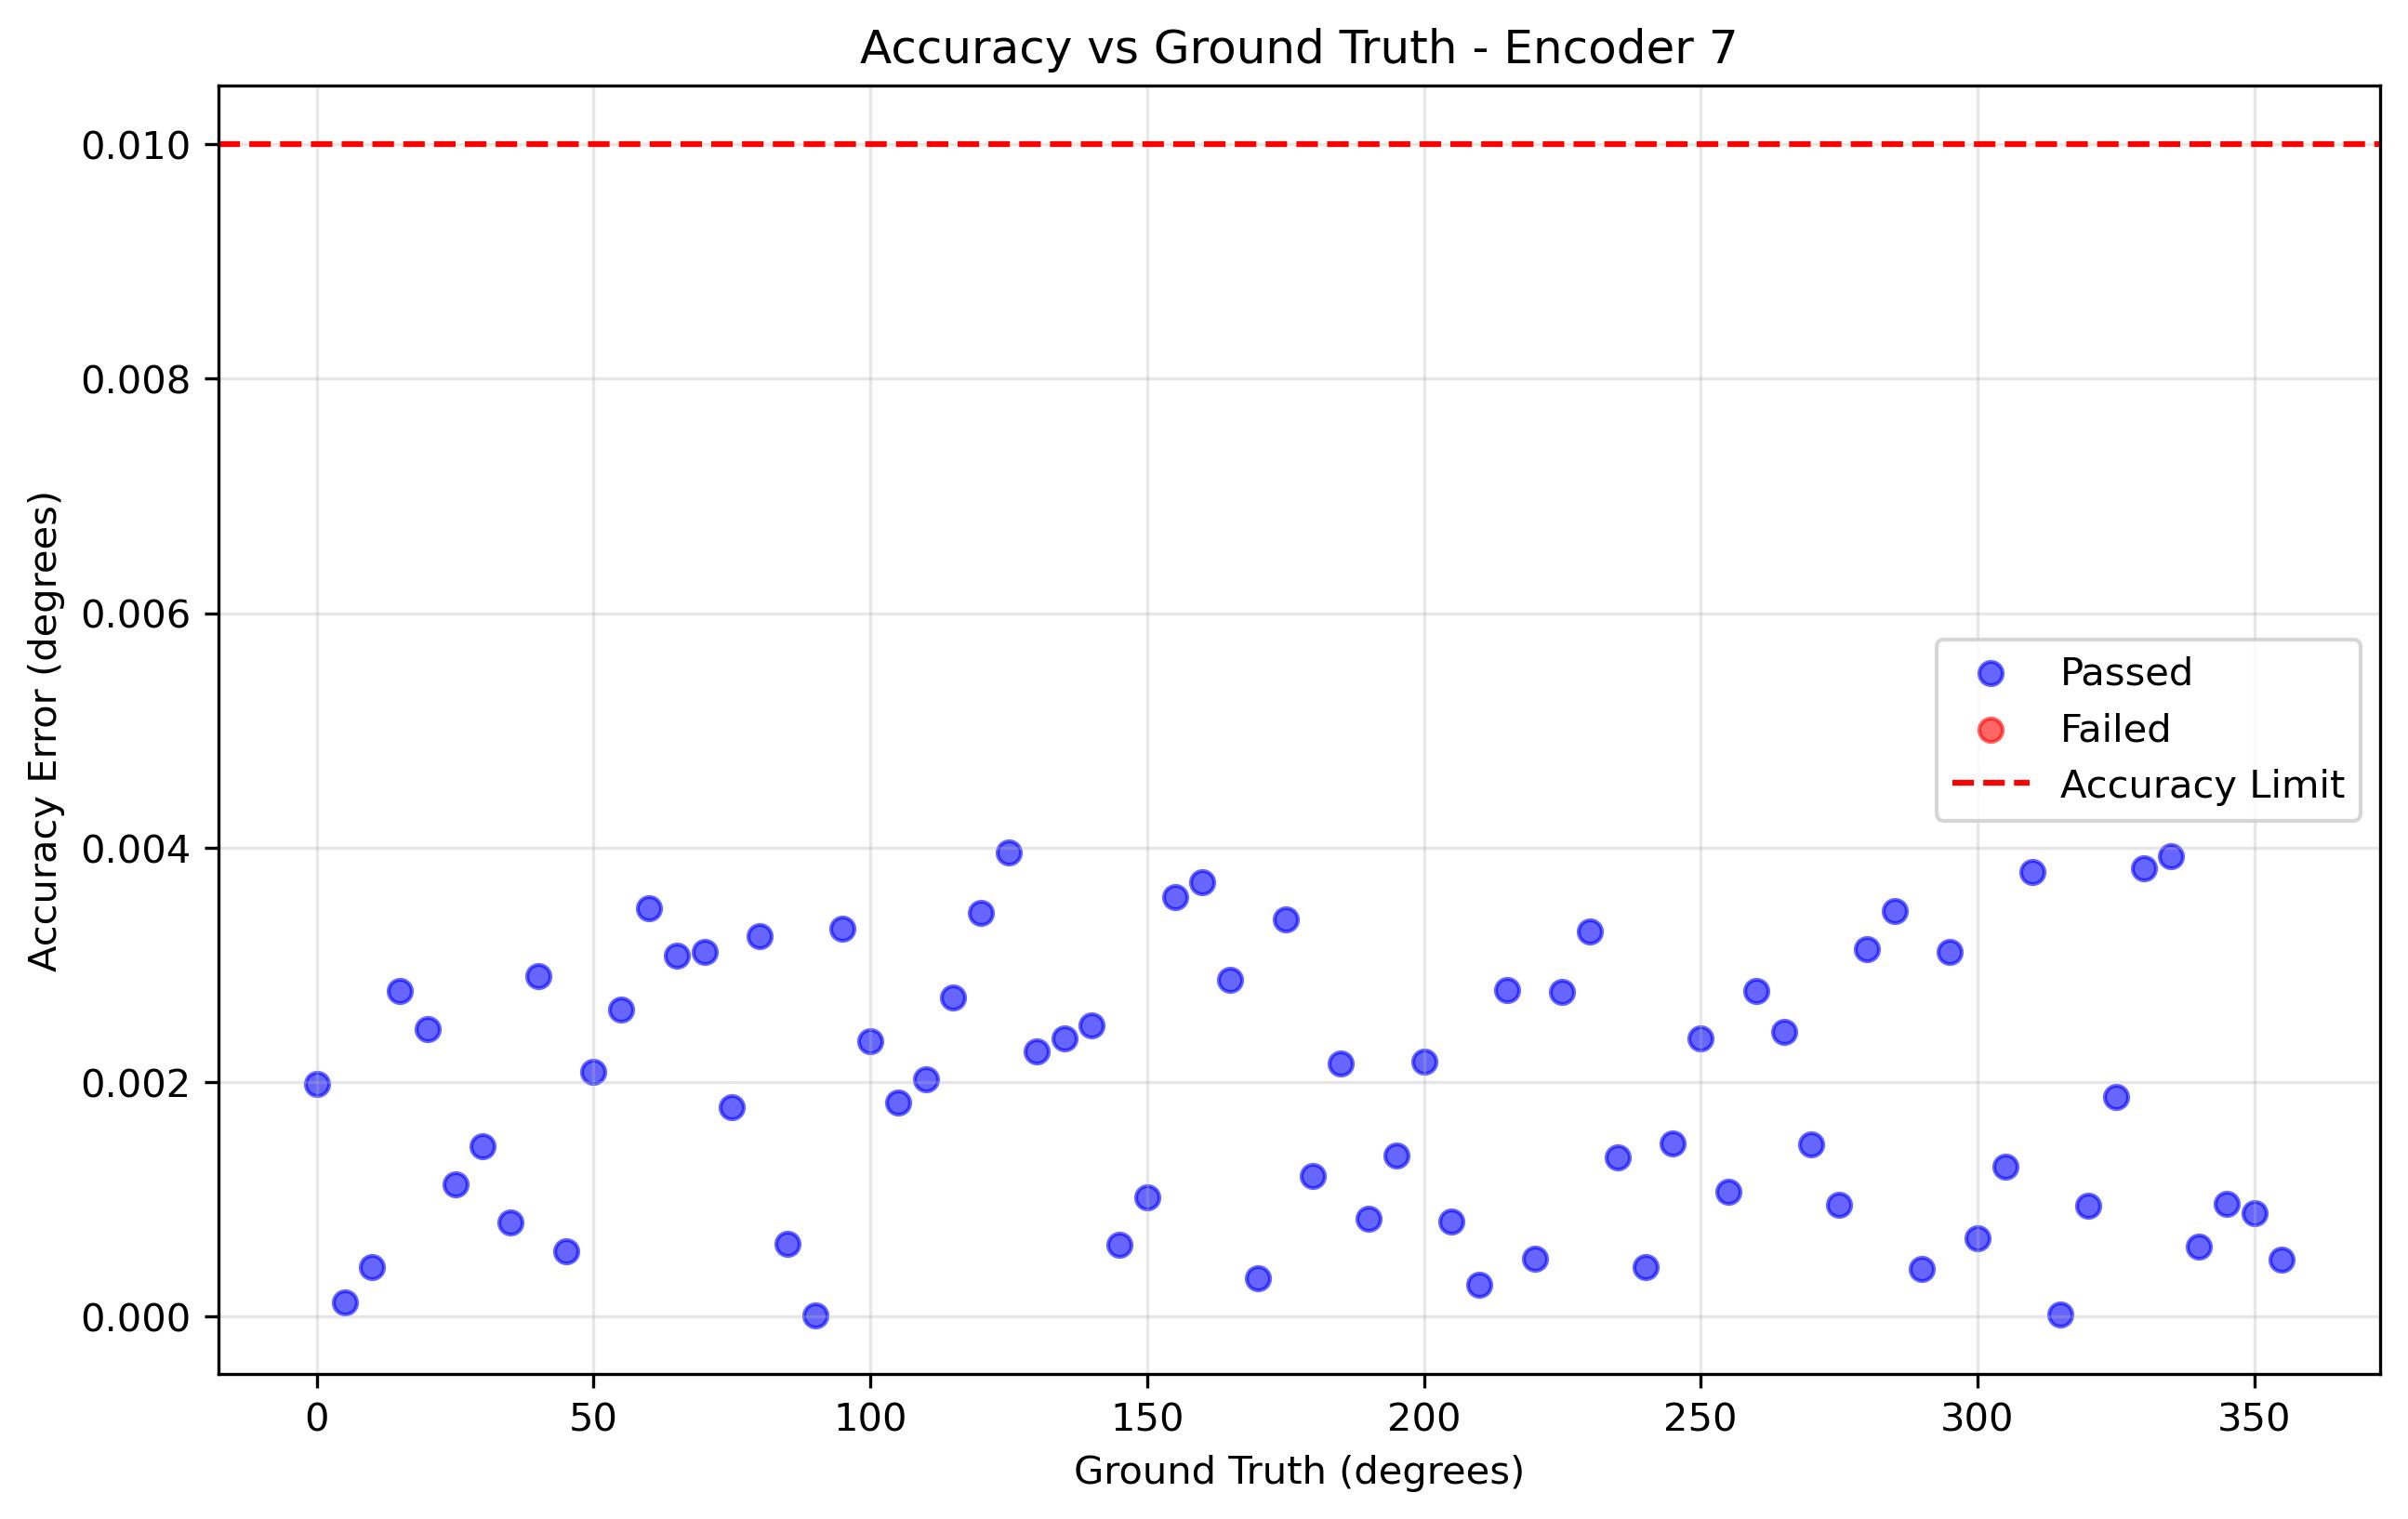 Accuracy vs Ground Truth - Encoder 7
0.010
0.008
0.006
0.004
0.002
0.000
Accuracy Error (degrees)
Passed
Failed
Accuracy Limit
0 50 100 150 200 250 300 350
Ground Truth (degrees)